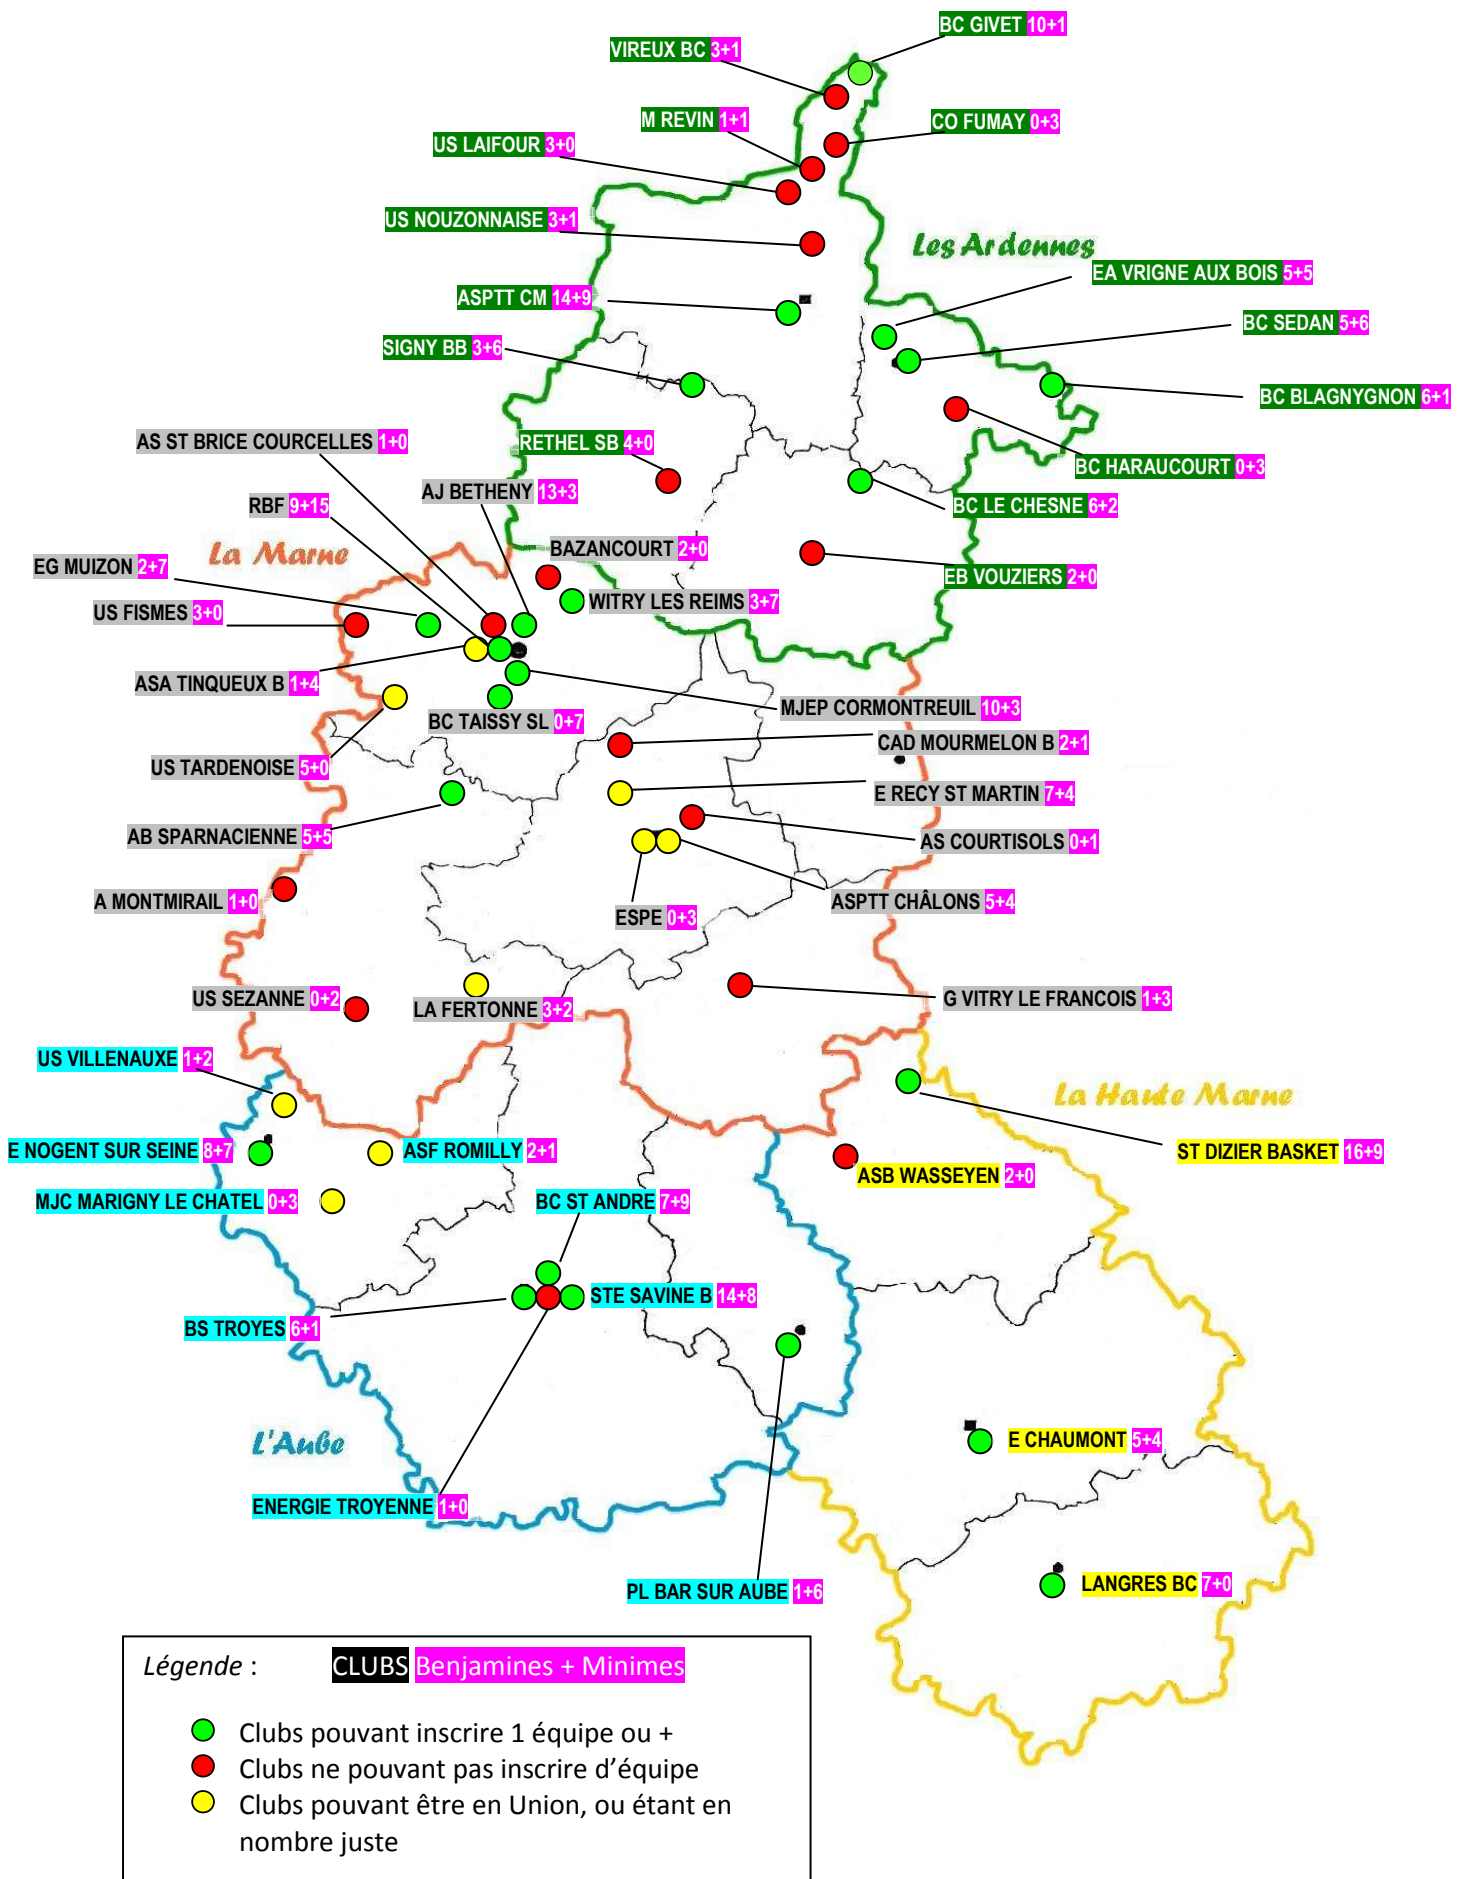 BC GIVET 10+1
VIREUX BC 3+1
M REVIN 1+1
CO FUMAY 0+3
US LAIFOUR 3+0
US NOUZONNAISE 3+1
Les Ardennes
EA VRIGNE AUX BOIS 5+5
ASPTT CM 14+9
BC SEDAN 5+6
SIGNY BB 3+6
BC BLAGNYGNON 6+1
AS ST BRICE COURCELLES 1+0
RETHEL SB 4+0
BC HARAUCOURT 0+3
AJ BETHENY 13+3
RBF 9+15
BC LE CHESNE 6+2
La Marne
BAZANCOURT 2+0
EG MUIZON 2+7
EB VOUZIERS 2+0
WITRY LES REIMS 3+7
US FISMES 3+0
ASA TINQUEUX B 1+4
MJEP CORMONTREUIL 10+3
BC TAISSY SL 0+7
CAD MOURMELON B 2+1
US TARDENOISE 5+0
E RECY ST MARTIN 7+4
AB SPARNACIENNE 5+5
AS COURTISOLS 0+1
A MONTMIRAIL 1+0
ASPTT CHÂLONS 5+4
ESPE 0+3
US SEZANNE 0+2
G VITRY LE FRANCOIS 1+3
LA FERTONNE 3+2
US VILLENAUXE 1+2
La Haute Marne
E NOGENT SUR SEINE 8+7
ASF ROMILLY 2+1
ST DIZIER BASKET 16+9
ASB WASSEYEN 2+0
MJC MARIGNY LE CHATEL 0+3
BC ST ANDRE 7+9
STE SAVINE B 14+8
BS TROYES 6+1
L'Aube
E CHAUMONT 5+4
ENERGIE TROYENNE 1+0
PL BAR SUR AUBE 1+6
LANGRES BC 7+0
Légende : CLUBS Benjamines + Minimes
Clubs pouvant inscrire 1 équipe ou +
Clubs ne pouvant pas inscrire d’équipe
Clubs pouvant être en Union, ou étant en
nombre juste